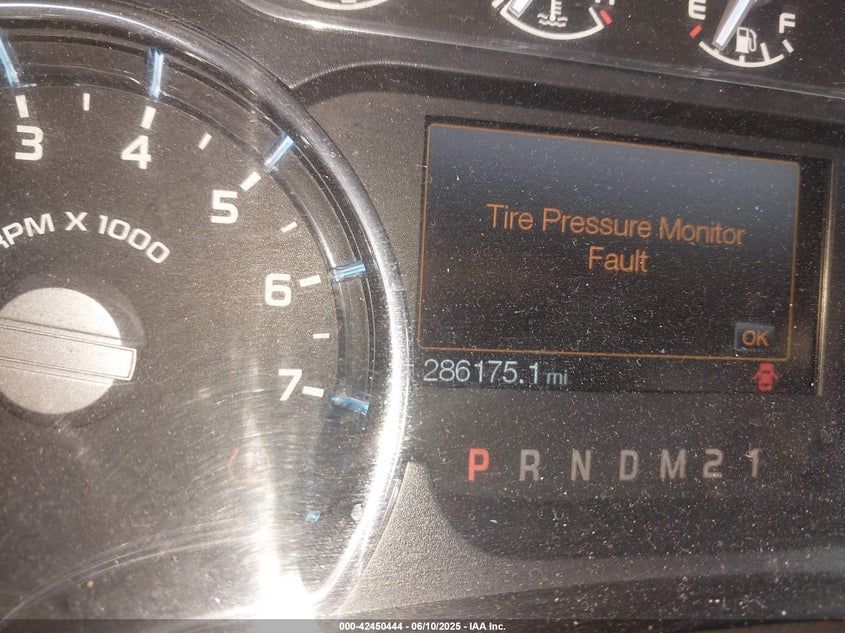 E F
3
4
5
6
7
RPM X 1000
Tire Pressure Monitor
Fault
OK
286175.1 mi
P R N D M 2 1
000-42450444 - 06/10/2025 - IAA Inc.